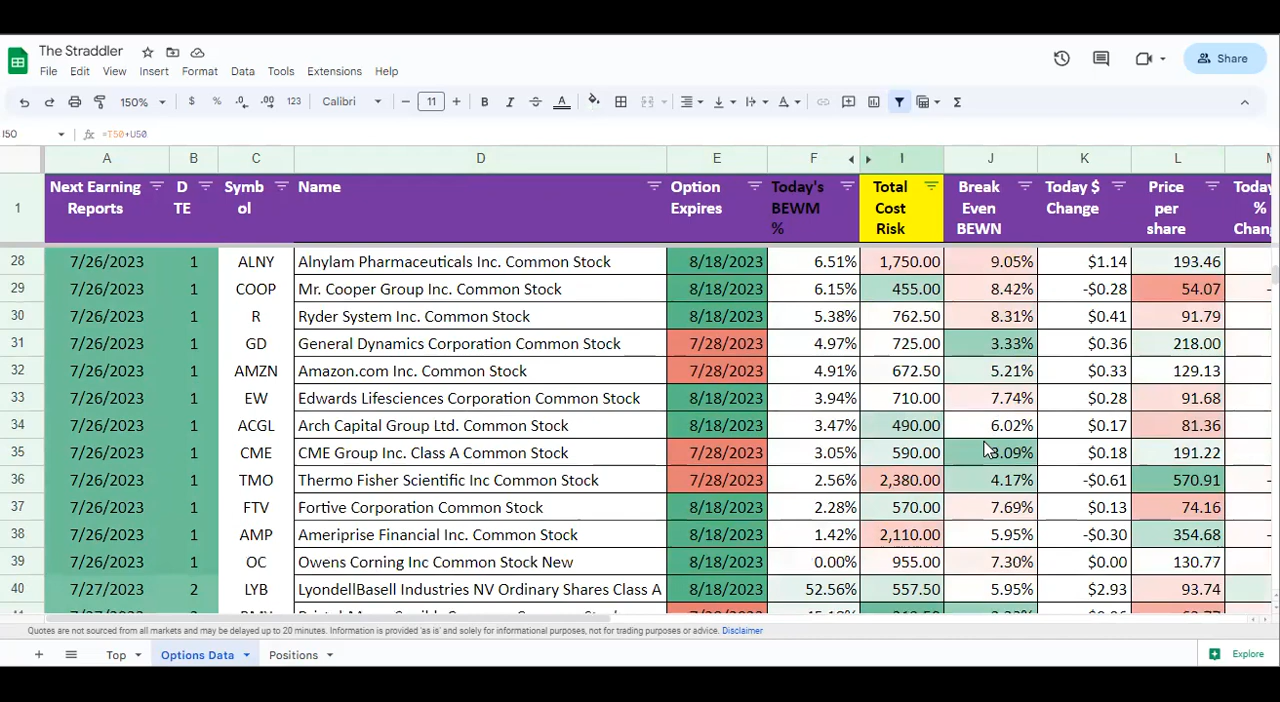 The Straddler
Share
File Edit View Insert Format Data Tools Extensions Help
150% $ % .0 .00 123 Calibri − 11 + B I S A Σ
I50 fx =T50+U50
A B C D E F I J K L
1 Next Earning Reports D TE Symb ol Name Option Expires Today's BEWM % Total Cost Risk Break Even BEWN Today $ Change Price per share Today %
28 7/26/2023 1 ALNY Alnylam Pharmaceuticals Inc. Common Stock 8/18/2023 6.51% 1,750.00 9.05% $1.14 193.46
29 7/26/2023 1 COOP Mr. Cooper Group Inc. Common Stock 8/18/2023 6.15% 455.00 8.42% -$0.28 54.07 -
30 7/26/2023 1 R Ryder System Inc. Common Stock 8/18/2023 5.38% 762.50 8.31% $0.41 91.79
31 7/26/2023 1 GD General Dynamics Corporation Common Stock 7/28/2023 4.97% 725.00 3.33% $0.36 218.00
32 7/26/2023 1 AMZN Amazon.com Inc. Common Stock 7/28/2023 4.91% 672.50 5.21% $0.33 129.13
33 7/26/2023 1 EW Edwards Lifesciences Corporation Common Stock 8/18/2023 3.94% 710.00 7.74% $0.28 91.68
34 7/26/2023 1 ACGL Arch Capital Group Ltd. Common Stock 8/18/2023 3.47% 490.00 6.02% $0.17 81.36
35 7/26/2023 1 CME CME Group Inc. Class A Common Stock 7/28/2023 3.05% 590.00 3.09% $0.18 191.22
36 7/26/2023 1 TMO Thermo Fisher Scientific Inc Common Stock 7/28/2023 2.56% 2,380.00 4.17% -$0.61 570.91 -
37 7/26/2023 1 FTV Fortive Corporation Common Stock 8/18/2023 2.28% 570.00 7.69% $0.13 74.16
38 7/26/2023 1 AMP Ameriprise Financial Inc. Common Stock 8/18/2023 1.42% 2,110.00 5.95% -$0.30 354.68 -
39 7/26/2023 1 OC Owens Corning Inc Common Stock New 8/18/2023 0.00% 955.00 7.30% $0.00 130.77
40 7/27/2023 2 LYB LyondellBasell Industries NV Ordinary Shares Class A 8/18/2023 52.56% 557.50 5.95% $2.93 93.74
Quotes are not sourced from all markets and may be delayed up to 20 minutes. Information is provided 'as is' and solely for informational purposes, not for trading purposes or advice. Disclaimer
+ Top Options Data Positions Explore